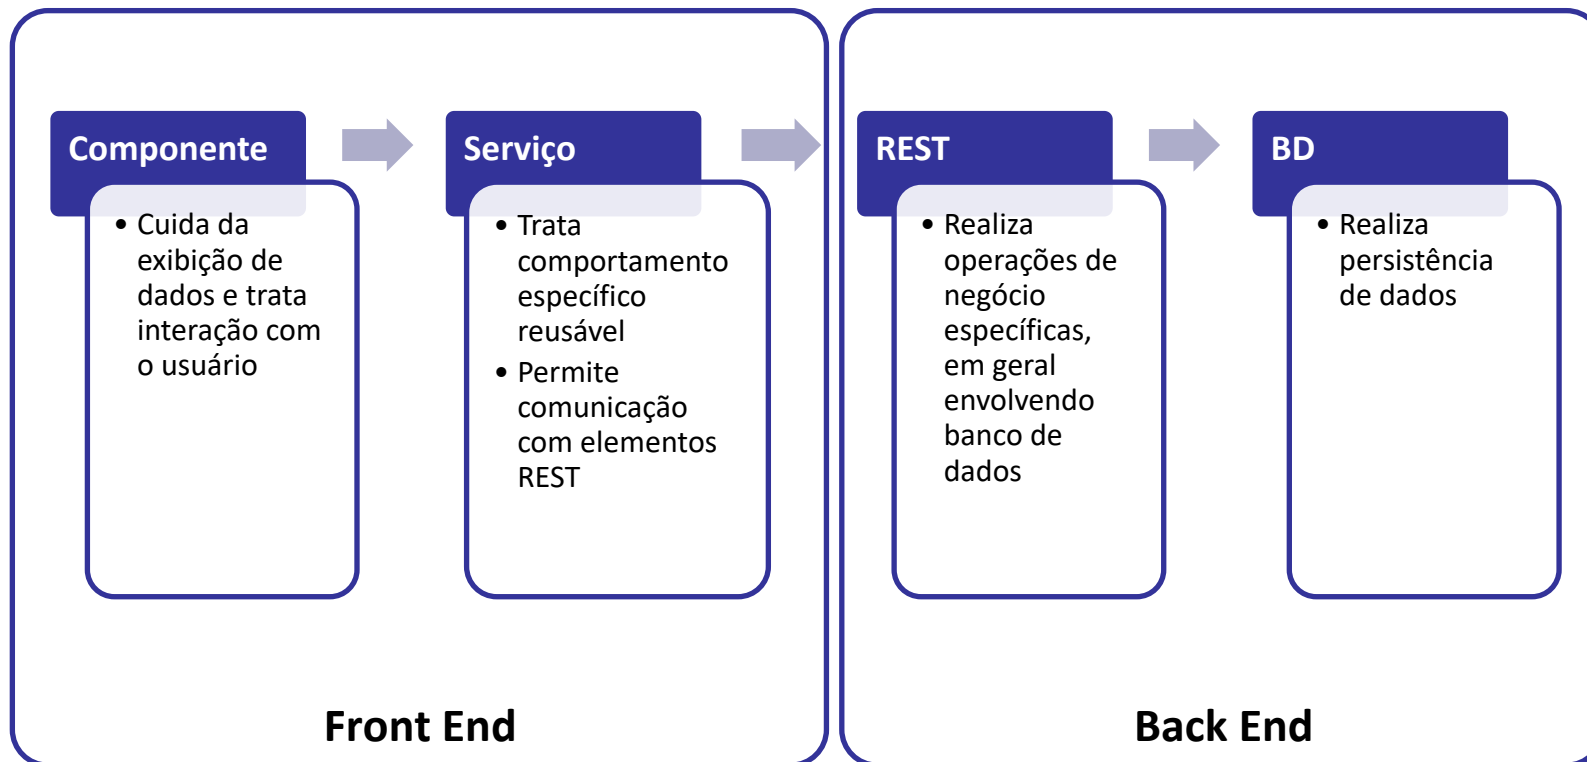 Componente
• Cuida da
exibição de
dados e trata
interação com
o usuário
Serviço
• Trata
comportamento
específico
reusável
• Permite
comunicação
com elementos
REST
Front End
REST
• Realiza
operações de
negócio
específicas,
em geral
envolvendo
banco de
dados
BD
• Realiza
persistência
de dados
Back End